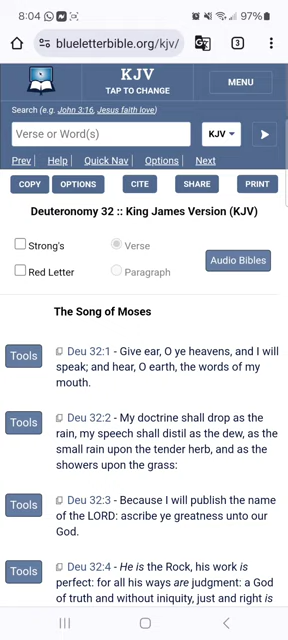 8:04
97%
blueletterbible.org/kjv/
3
KJV
TAP TO CHANGE
MENU
Search (e.g. John 3:16, Jesus faith love)
Verse or Word(s)
KJV
Prev| Help| Quick Nav| Options| Next
COPY OPTIONS CITE SHARE PRINT
Deuteronomy 32 :: King James Version (KJV)
Strong's Verse
Red Letter Paragraph
Audio Bibles
The Song of Moses
Tools
Deu 32:1 - Give ear, O ye heavens, and I will
speak; and hear, O earth, the words of my
mouth.
Tools
Deu 32:2 - My doctrine shall drop as the
rain, my speech shall distil as the dew, as the
small rain upon the tender herb, and as the
showers upon the grass:
Tools
Deu 32:3 - Because I will publish the name
of the LORD: ascribe ye greatness unto our
God.
Tools
Deu 32:4 - He is the Rock, his work is
perfect: for all his ways are judgment: a God
of truth and without iniquity, just and right is